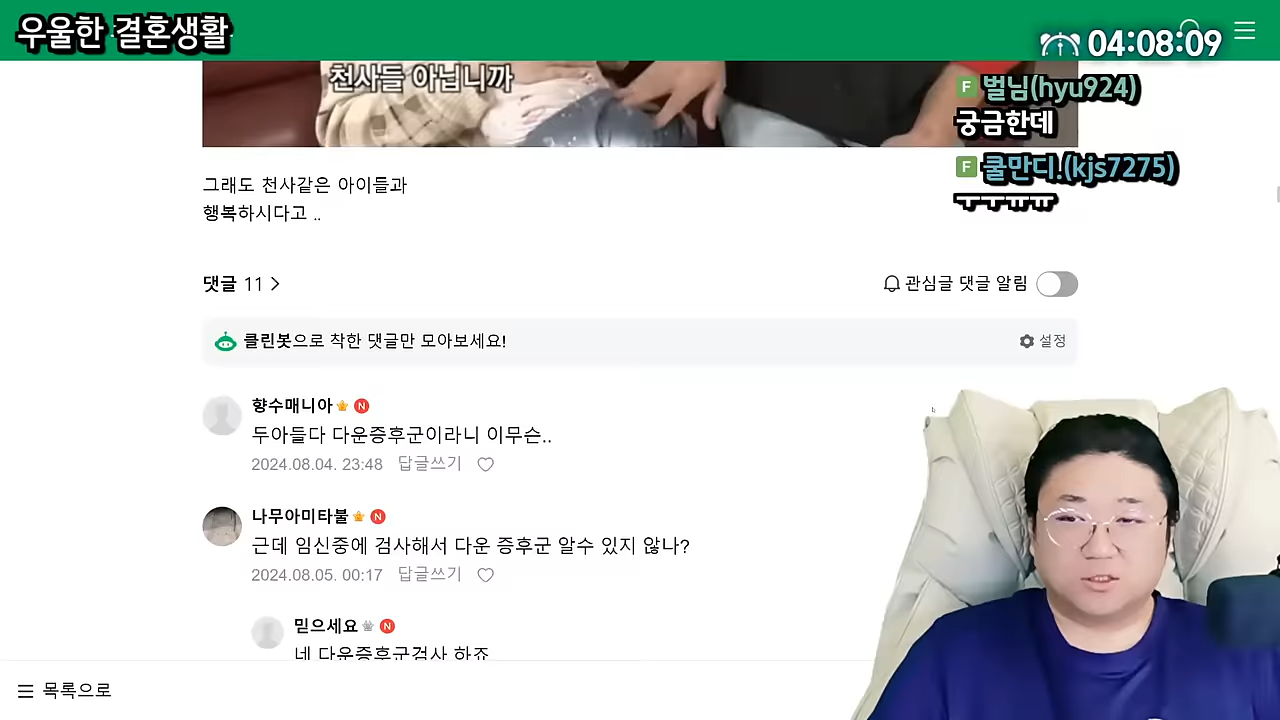 우울한 결혼생활
04:08:09
천사들 아닙니까
F 벌님(hyu924)
궁금한데
F 쿨만디.(kjs7275)
ㅜㅜㅠㅠ
그래도 천사같은 아이들과
행복하시다고 ..
댓글 11
관심글 댓글 알림
클린봇으로 착한 댓글만 모아보세요!
설정
향수매니아 N
두아들다 다운증후군이라니 이무슨..
2024.08.04. 23:48 답글쓰기
나무아미타불 N
근데 임신중에 검사해서 다운 증후군 알수 있지 않나?
2024.08.05. 00:17 답글쓰기
믿으세요 N
네 다운증후군검사 하죠
목록으로